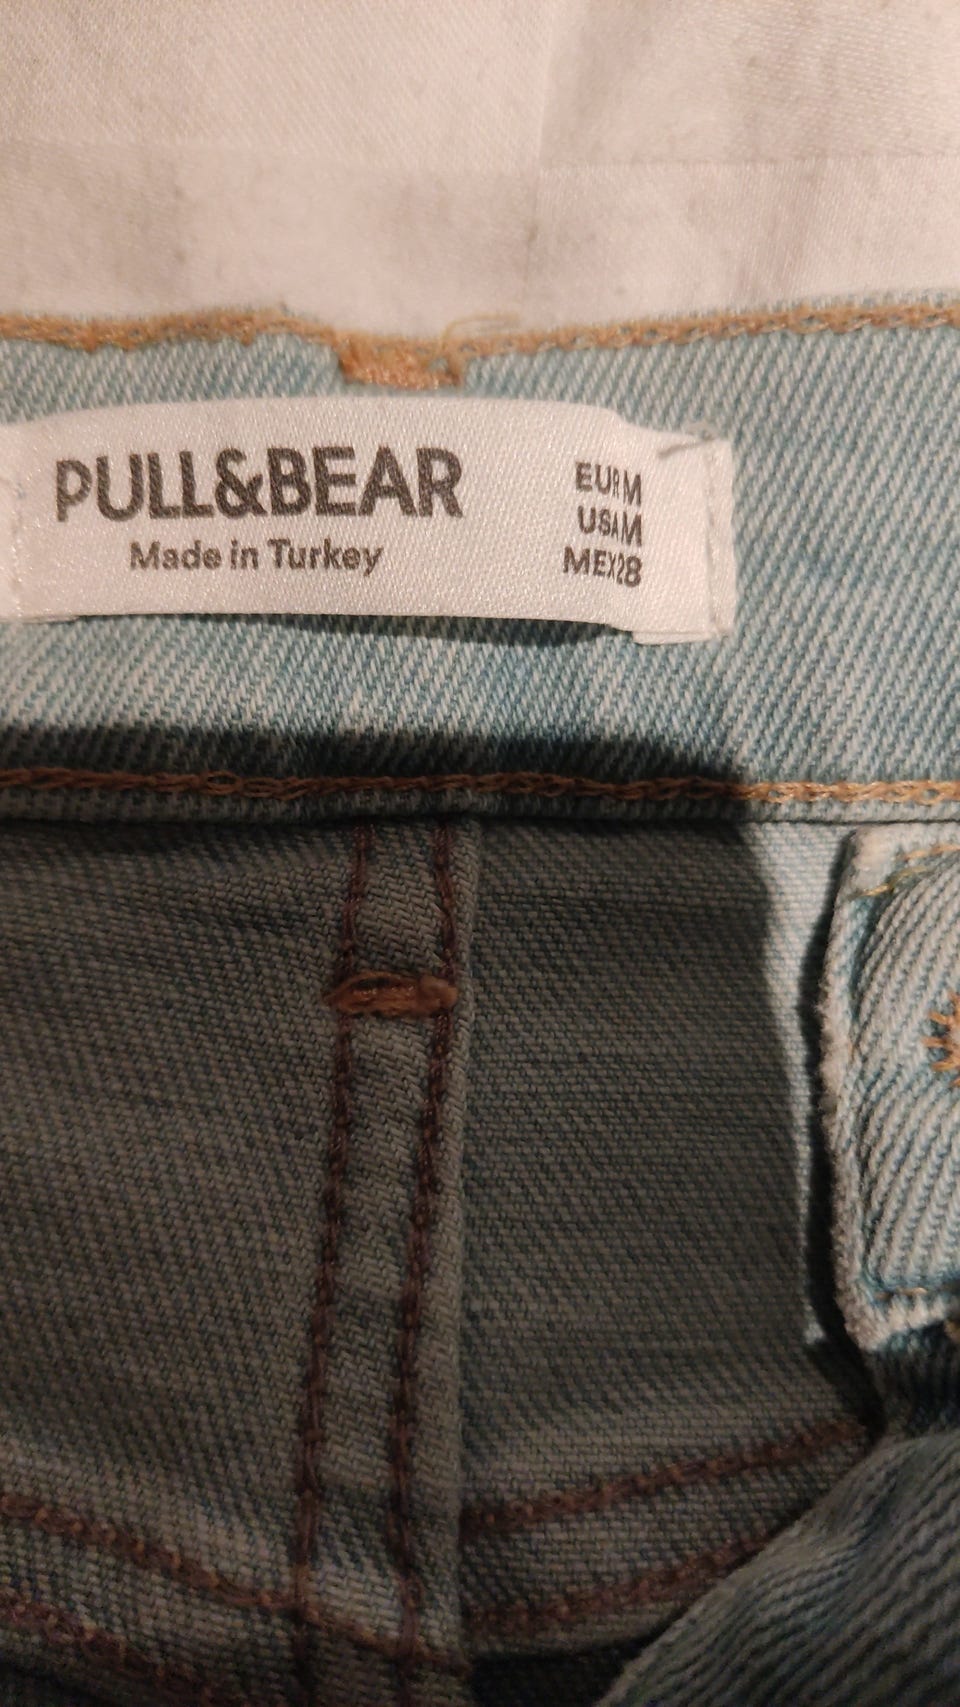 PULL&BEAR
Made in Turkey
EUR M
USA M
MEX 28